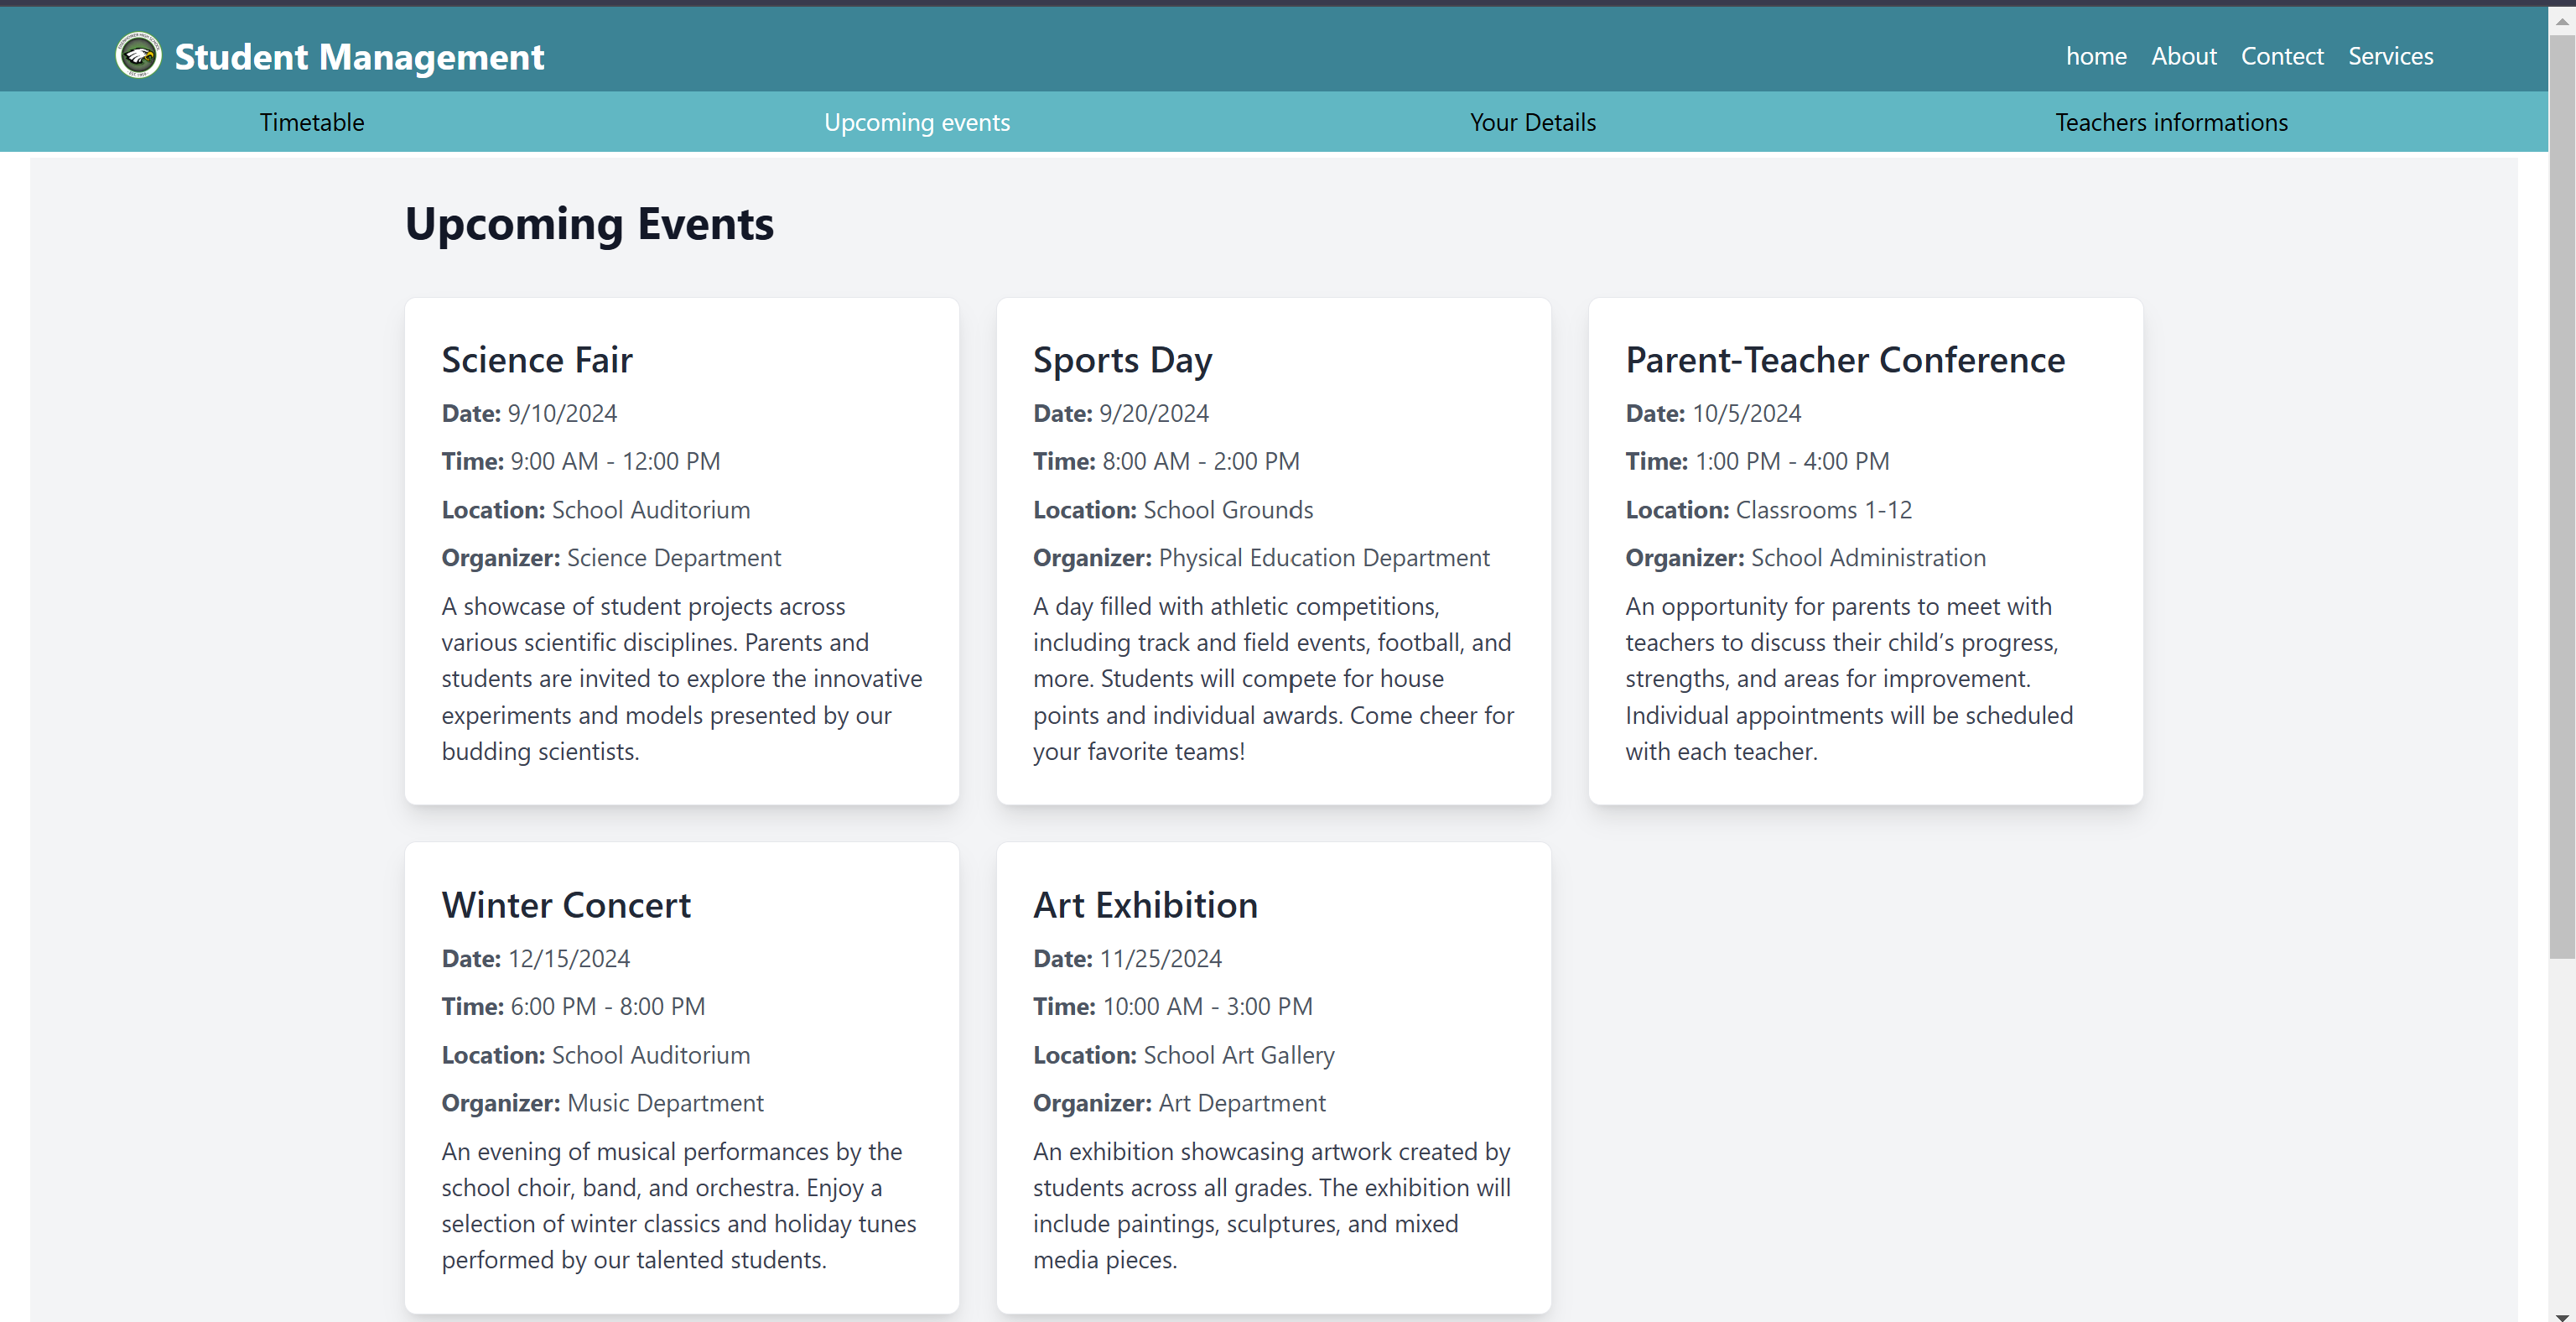 Student Management
home About Contect Services
Timetable Upcoming events Your Details Teachers informations
Upcoming Events
Science Fair
Date: 9/10/2024
Time: 9:00 AM - 12:00 PM
Location: School Auditorium
Organizer: Science Department
A showcase of student projects across
various scientific disciplines. Parents and
students are invited to explore the innovative
experiments and models presented by our
budding scientists.
Sports Day
Date: 9/20/2024
Time: 8:00 AM - 2:00 PM
Location: School Grounds
Organizer: Physical Education Department
A day filled with athletic competitions,
including track and field events, football, and
more. Students will compete for house
points and individual awards. Come cheer for
your favorite teams!
Parent-Teacher Conference
Date: 10/5/2024
Time: 1:00 PM - 4:00 PM
Location: Classrooms 1-12
Organizer: School Administration
An opportunity for parents to meet with
teachers to discuss their child’s progress,
strengths, and areas for improvement.
Individual appointments will be scheduled
with each teacher.
Winter Concert
Date: 12/15/2024
Time: 6:00 PM - 8:00 PM
Location: School Auditorium
Organizer: Music Department
An evening of musical performances by the
school choir, band, and orchestra. Enjoy a
selection of winter classics and holiday tunes
performed by our talented students.
Art Exhibition
Date: 11/25/2024
Time: 10:00 AM - 3:00 PM
Location: School Art Gallery
Organizer: Art Department
An exhibition showcasing artwork created by
students across all grades. The exhibition will
include paintings, sculptures, and mixed
media pieces.